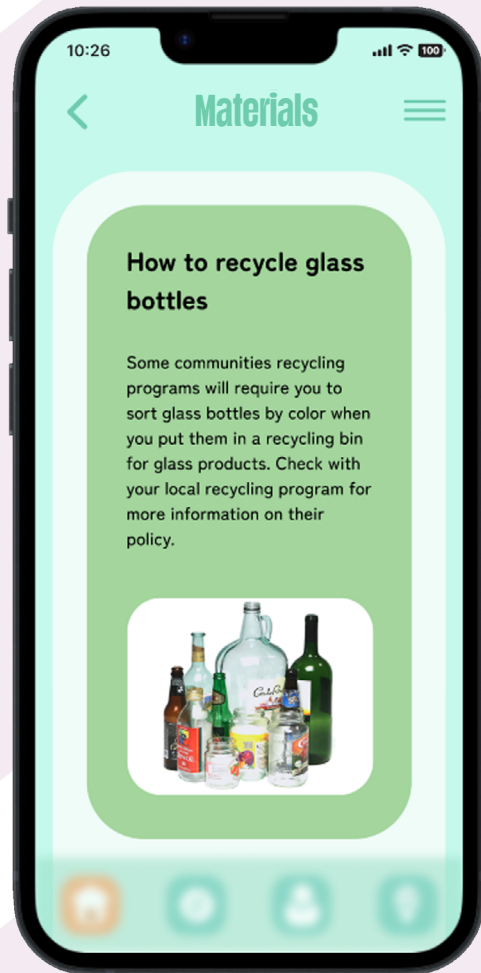 10:26
100
Materials
How to recycle glass
bottles
Some communities recycling
programs will require you to
sort glass bottles by color when
you put them in a recycling bin
for glass products. Check with
your local recycling program for
more information on their
policy.